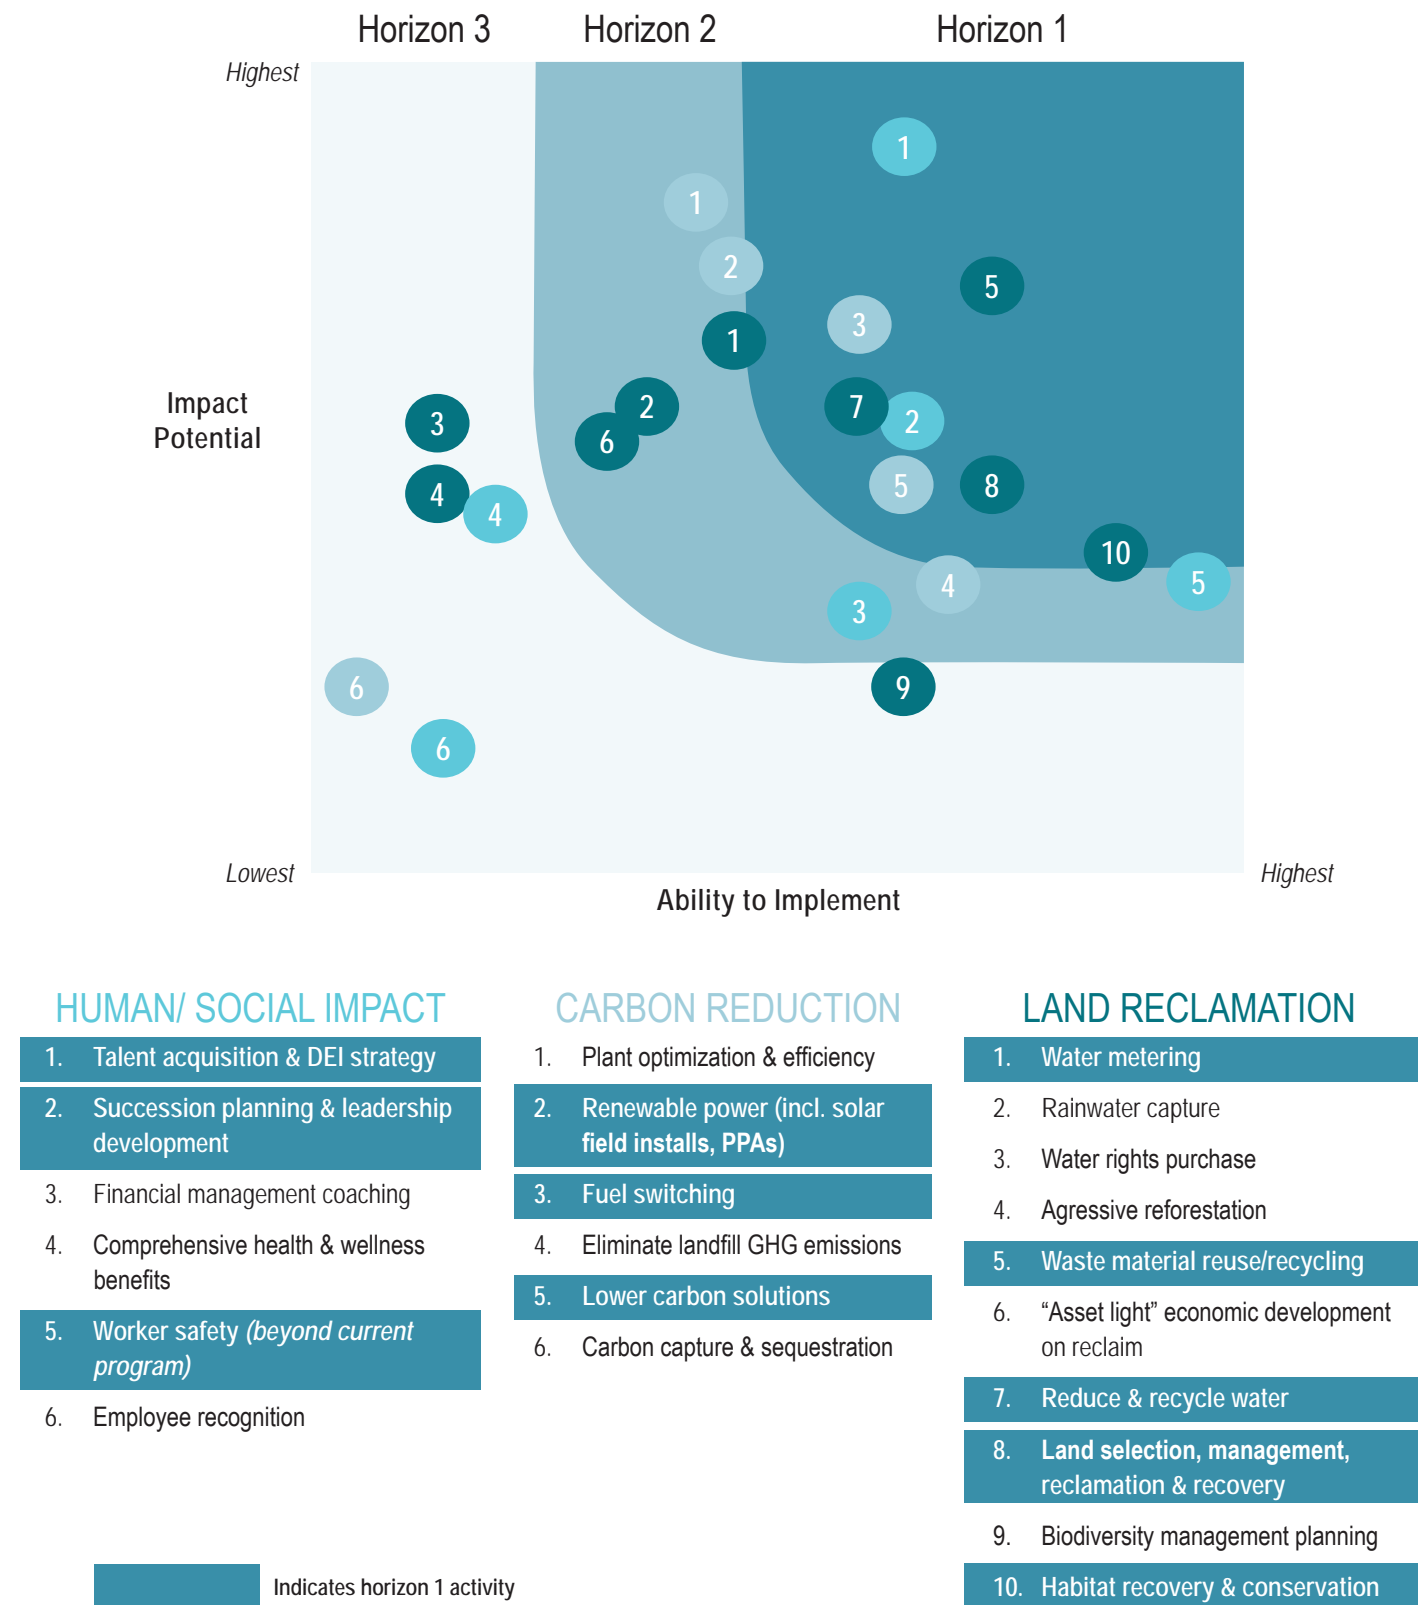 Horizon 3
Horizon 2
Horizon 1
Highest
1
1
2
5
3
1
Impact
Potential
3
2
7
2
6
4
5
8
4
10
4
5
3
6
9
6
Lowest
Highest
Ability to Implement
HUMAN/ SOCIAL IMPACT
1. Talent acquisition & DEI strategy
2. Succession planning & leadership
development
3. Financial management coaching
4. Comprehensive health & wellness
benefits
5. Worker safety (beyond current
program)
6. Employee recognition
CARBON REDUCTION
1. Plant optimization & efficiency
2. Renewable power (incl. solar
field installs, PPAs)
3. Fuel switching
4. Eliminate landfill GHG emissions
5. Lower carbon solutions
6. Carbon capture & sequestration
LAND RECLAMATION
1. Water metering
2. Rainwater capture
3. Water rights purchase
4. Agressive reforestation
5. Waste material reuse/recycling
6. “Asset light” economic development
on reclaim
7. Reduce & recycle water
8. Land selection, management,
reclamation & recovery
9. Biodiversity management planning
10. Habitat recovery & conservation
Indicates horizon 1 activity